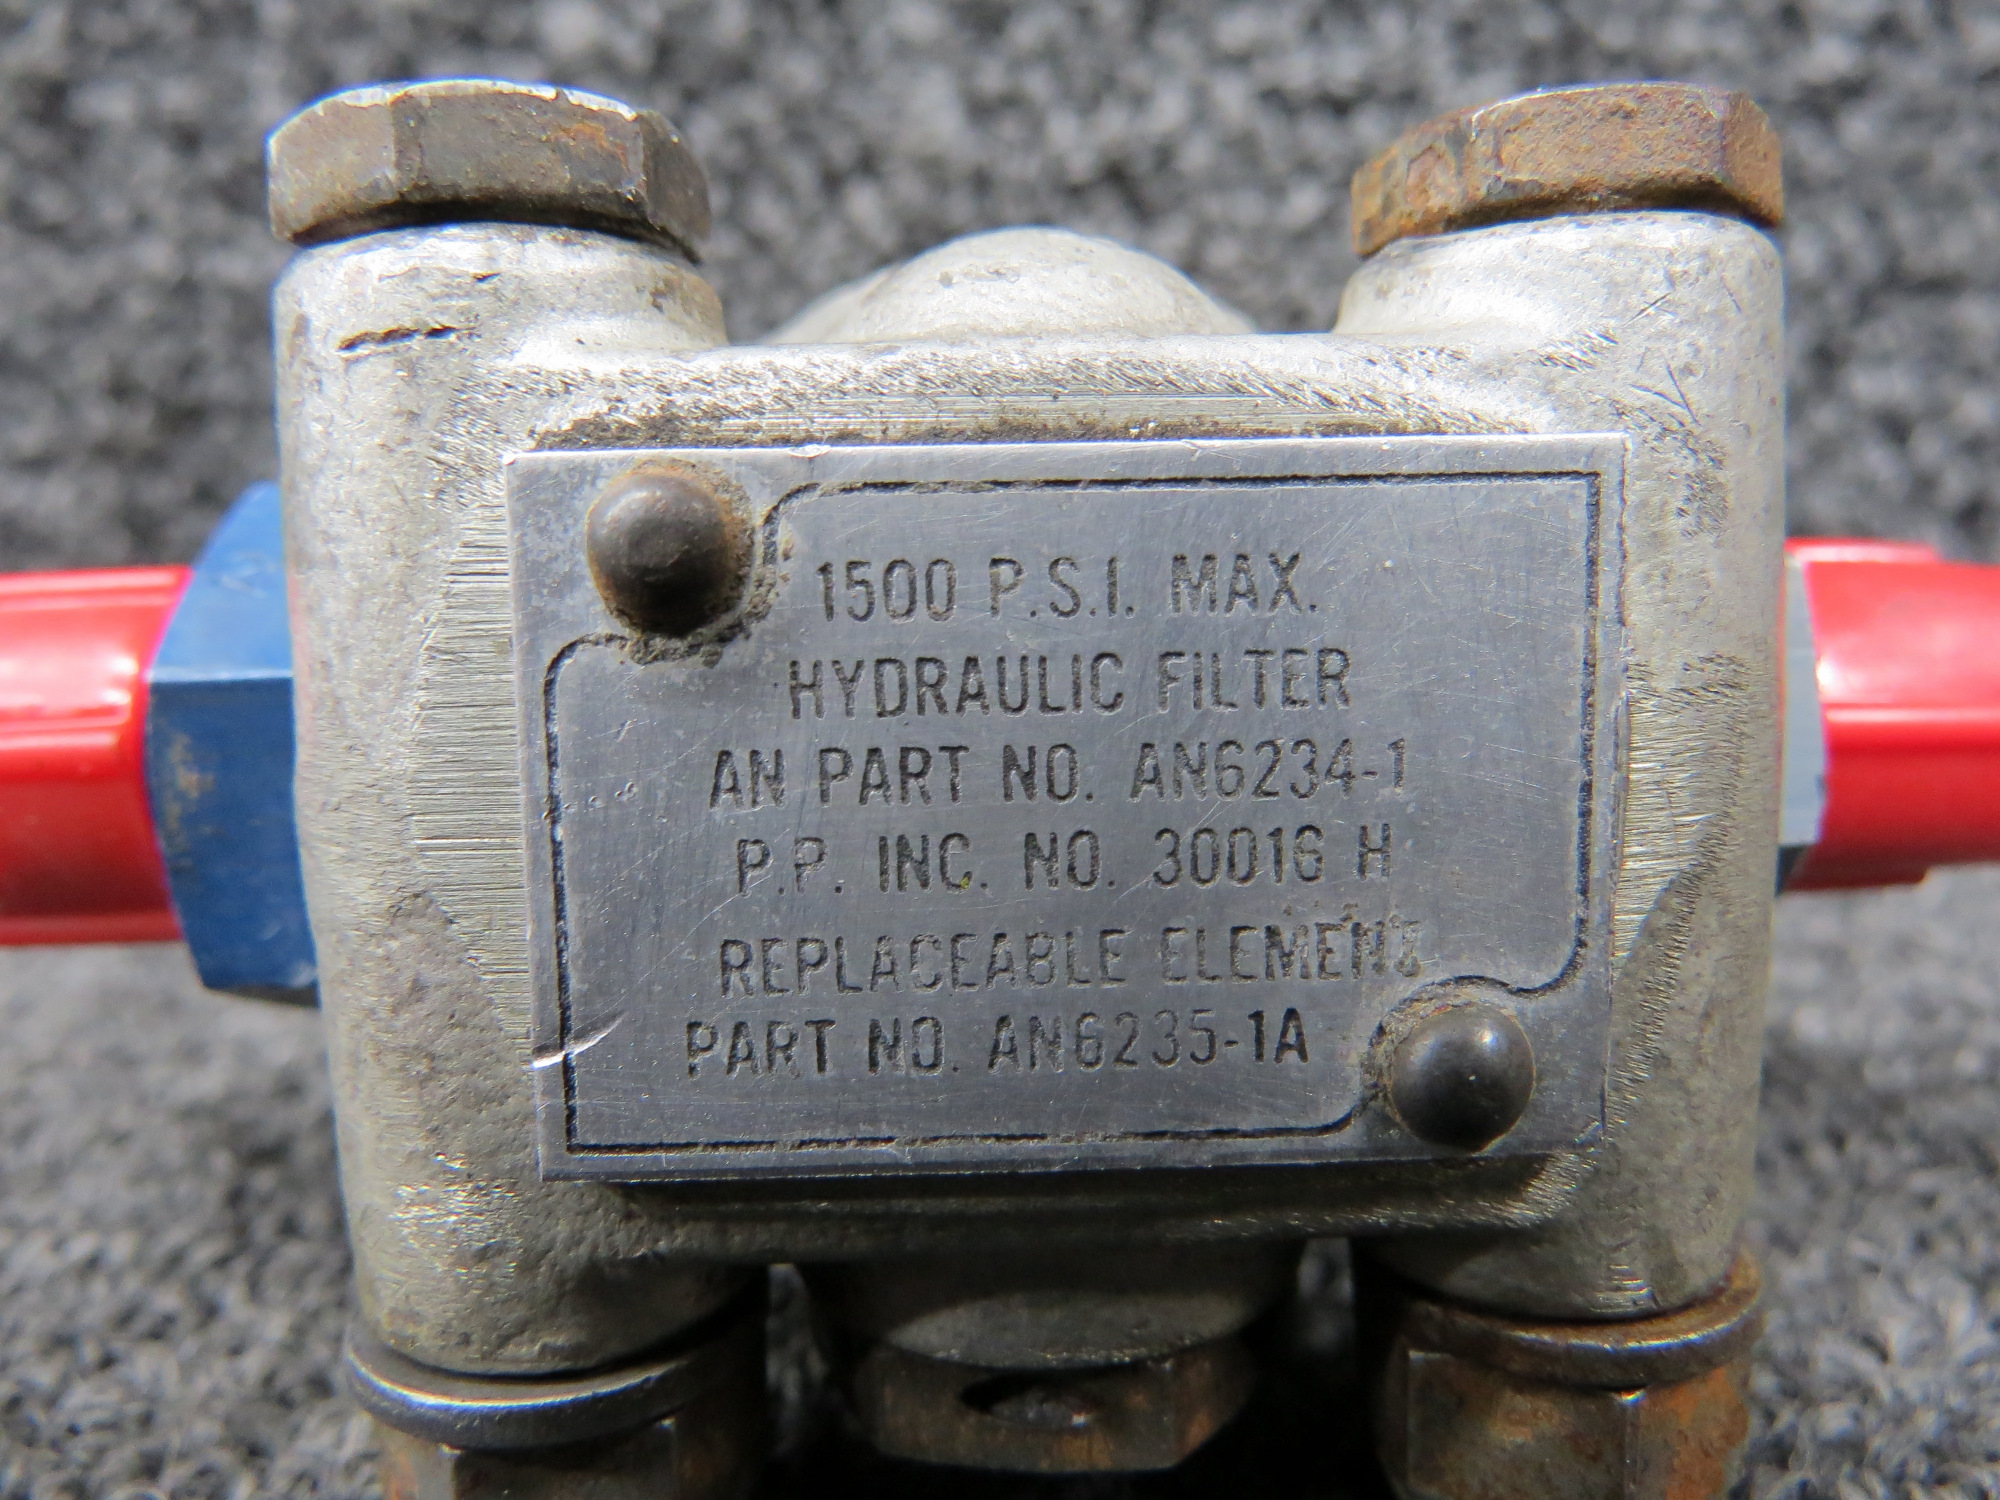 1500 P.S.I. MAX.
HYDRAULIC FILTER
AN PART NO. AN6234-1
P.P. INC. NO. 30016 H
REPLACEABLE ELEMENT
PART NO. AN6235-1A